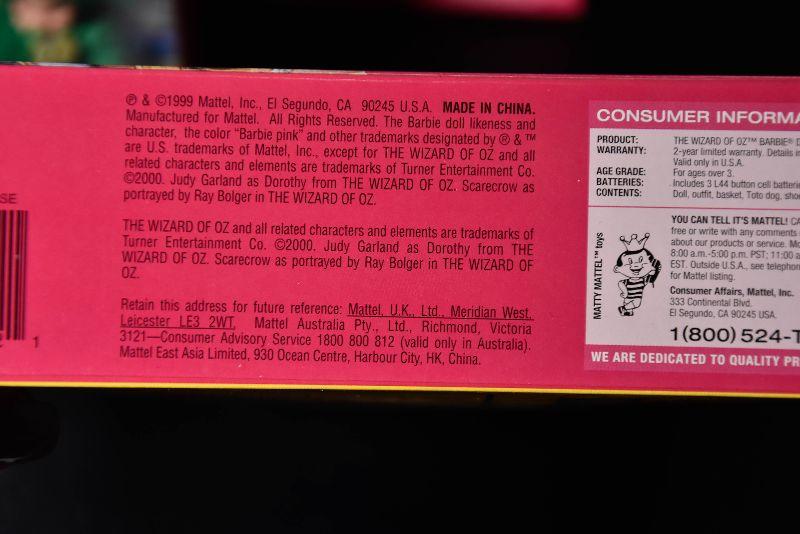 ℗ & ©1999 Mattel, Inc., El Segundo, CA 90245 U.S.A. MADE IN CHINA.
Manufactured for Mattel. All Rights Reserved. The Barbie doll likeness and
character, the color "Barbie pink" and other trademarks designated by ® & ™
are U.S. trademarks of Mattel, Inc., except for THE WIZARD OF OZ and all
related characters and elements are trademarks of Turner Entertainment Co.
©2000. Judy Garland as Dorothy from THE WIZARD OF OZ. Scarecrow as
portrayed by Ray Bolger in THE WIZARD OF OZ.
THE WIZARD OF OZ and all related characters and elements are trademarks of
Turner Entertainment Co. ©2000. Judy Garland as Dorothy from THE
WIZARD OF OZ. Scarecrow as portrayed by Ray Bolger in THE WIZARD OF
OZ.
Retain this address for future reference: Mattel, U.K., Ltd., Meridian West,
Leicester LE3 2WT, Mattel Australia Pty., Ltd., Richmond, Victoria
3121—Consumer Advisory Service 1800 800 812 (valid only in Australia).
Mattel East Asia Limited, 930 Ocean Centre, Harbour City, HK, China.
SE
1
CONSUMER INFORMA
PRODUCT: THE WIZARD OF OZ™ BARBIE® D
WARRANTY: 2-year limited warranty. Details in
Valid only in U.S.A.
AGE GRADE: For ages over 3.
BATTERIES: Includes 3 L44 button cell batterie
CONTENTS: Doll, outfit, basket, Toto dog, shoe
MATTY MATTEL™ toys
YOU CAN TELL IT'S MATTEL! CA
free or write with any comments
about our products or service. Mo
8:00 a.m.-5:00 p.m. PST; 11:00 a
EST. Outside U.S., see telephon
for Mattel listing.
Consumer Affairs, Mattel, Inc.
333 Continental Blvd.
El Segundo, CA 90245 USA.
1(800) 524-T
WE ARE DEDICATED TO QUALITY PR